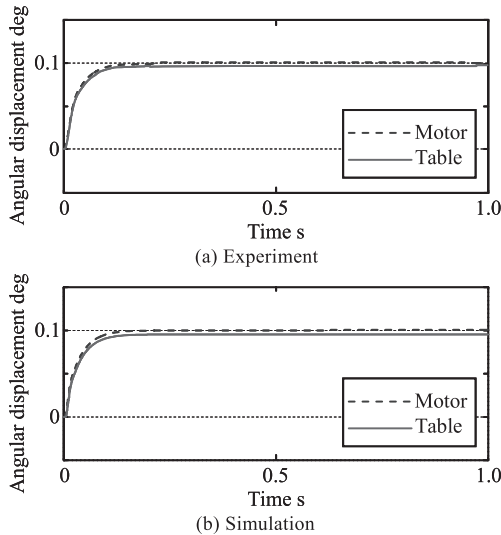 Angular displacement deg
0.1
0
Motor
Table
0
0.5
1.0
Time s
(a) Experiment
Angular displacement deg
0.1
0
Motor
Table
0
0.5
1.0
Time s
(b) Simulation